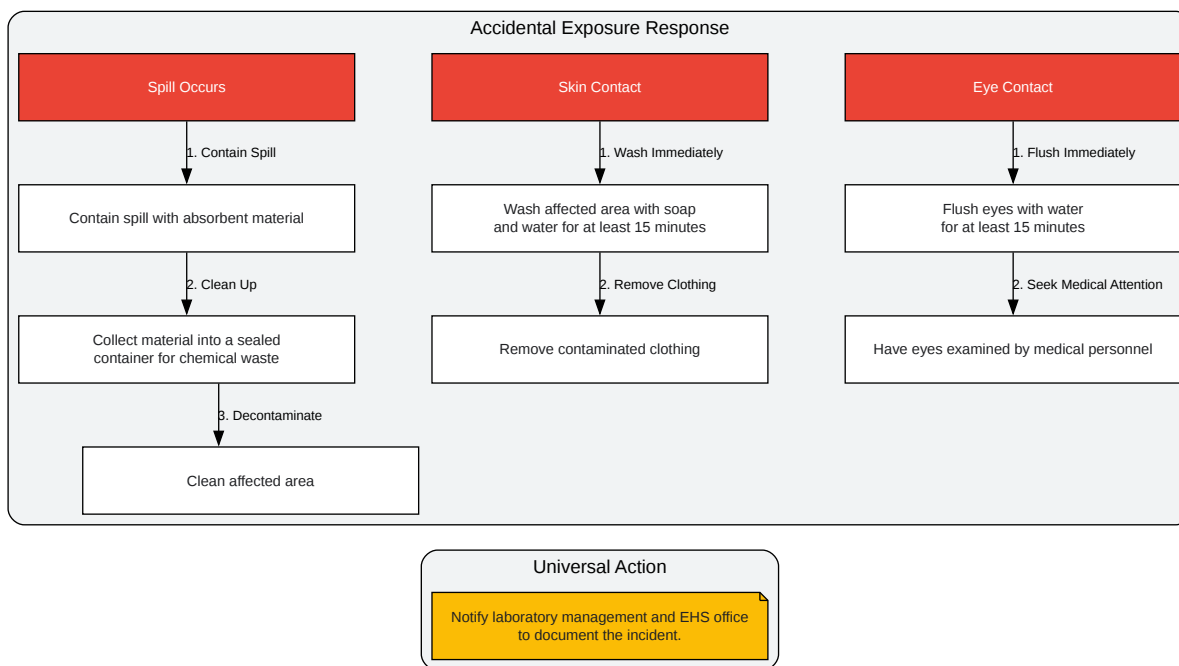 Accidental Exposure Response
Spill Occurs
1. Contain Spill
Contain spill with absorbent material
2. Clean Up
Collect material into a sealed
container for chemical waste
3. Decontaminate
Clean affected area
Skin Contact
1. Wash Immediately
Wash affected area with soap
and water for at least 15 minutes
2. Remove Clothing
Remove contaminated clothing
Eye Contact
1. Flush Immediately
Flush eyes with water
for at least 15 minutes
2. Seek Medical Attention
Have eyes examined by medical personnel
Universal Action
Notify laboratory management and EHS office
to document the incident.